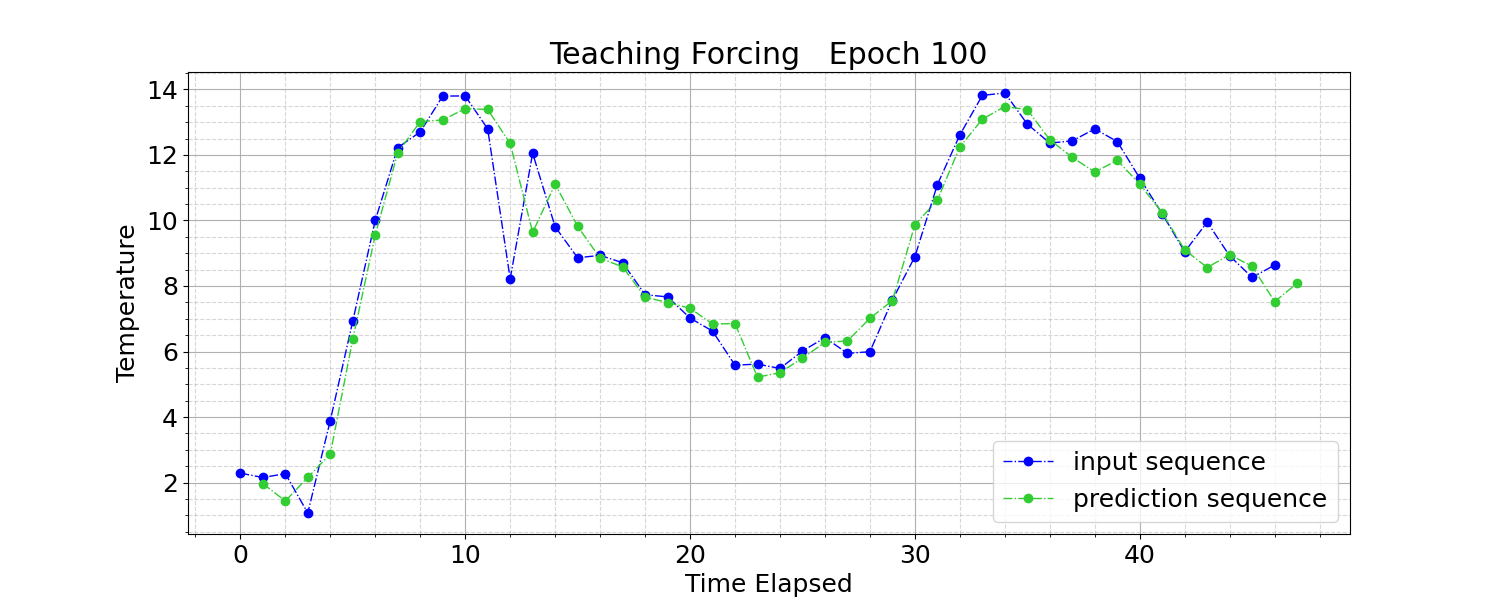 Teaching Forcing   Epoch 100
14
12
10
8
6
4
2
Temperature
input sequence
prediction sequence
0 10 20 30 40
Time Elapsed